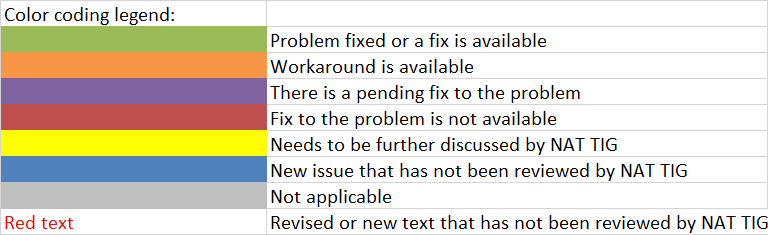 Color coding legend:
Problem fixed or a fix is available
Workaround is available
There is a pending fix to the problem
Fix to the problem is not available
Needs to be further discussed by NAT TIG
New issue that has not been reviewed by NAT TIG
Not applicable
Red text Revised or new text that has not been reviewed by NAT TIG